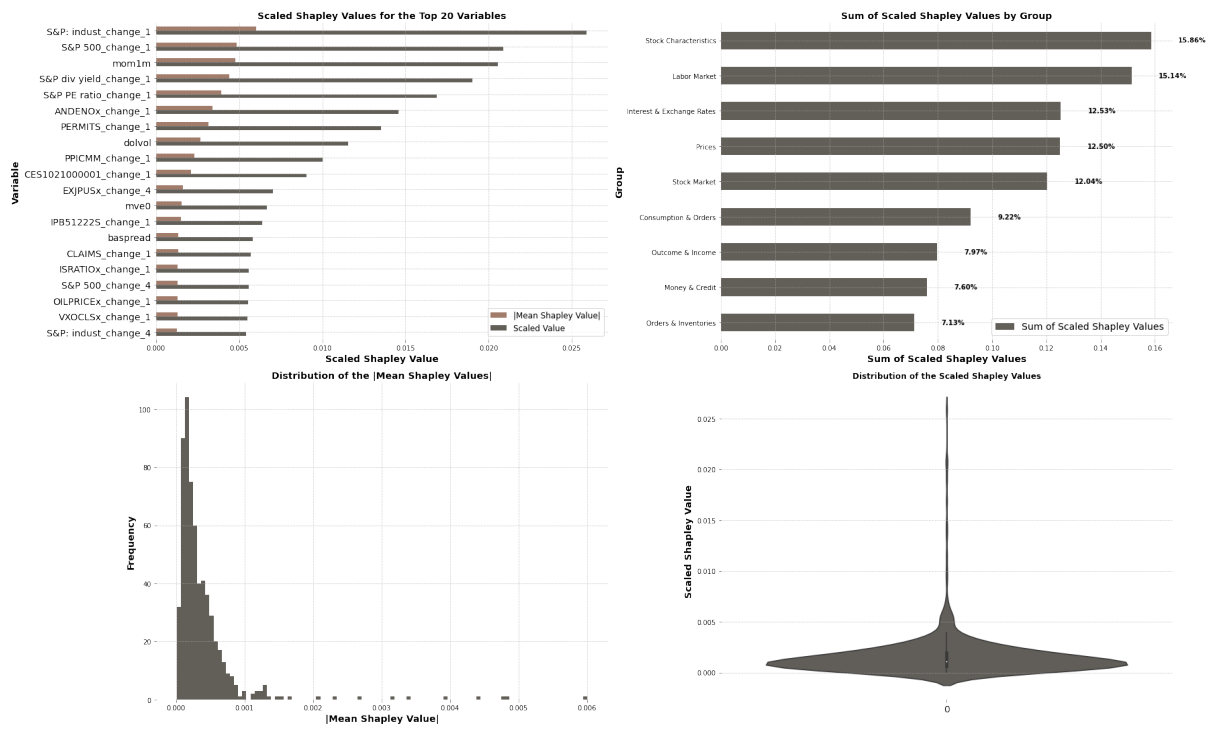 Scaled Shapley Values for the Top 20 Variables
Variable
S&P: indust_change_1
S&P 500_change_1
mom1m
S&P div yield_change_1
S&P PE ratio_change_1
ANDENOx_change_1
PERMITS_change_1
dolvol
PPICMM_change_1
CES1021000001_change_1
EXJPUSx_change_4
mve0
IPB51222S_change_1
baspread
CLAIMS_change_1
ISRATIOx_change_1
S&P 500_change_4
OILPRICEx_change_1
VXOCLSx_change_1
S&P: indust_change_4
|Mean Shapley Value|
Scaled Value
0.000 0.005 0.010 0.015 0.020 0.025
Scaled Shapley Value
Sum of Scaled Shapley Values by Group
Group
Stock Characteristics 15.86%
Labor Market 15.14%
Interest & Exchange Rates 12.53%
Prices 12.50%
Stock Market 12.04%
Consumption & Orders 9.22%
Outcome & Income 7.97%
Money & Credit 7.60%
Orders & Inventories 7.13%
Sum of Scaled Shapley Values
0.00 0.02 0.04 0.06 0.08 0.10 0.12 0.14 0.16
Sum of Scaled Shapley Values
Distribution of the |Mean Shapley Values|
Frequency
100
80
60
40
20
0
0.000 0.001 0.002 0.003 0.004 0.005 0.006
|Mean Shapley Value|
Distribution of the Scaled Shapley Values
Scaled Shapley Value
0.025
0.020
0.015
0.010
0.005
0.000
0